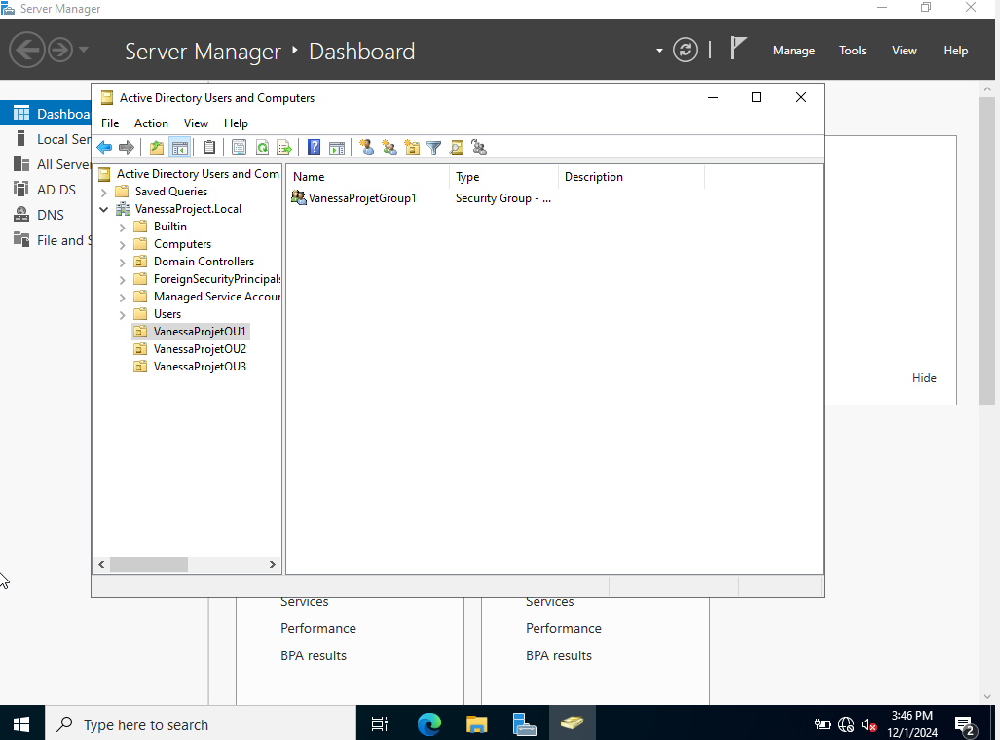 Server Manager
Server Manager ‣ Dashboard
Manage Tools View Help
Dashboa
Local Ser
All Server
AD DS
DNS
File and S
Active Directory Users and Computers
File Action View Help
Active Directory Users and Com
Saved Queries
VanessaProject.Local
Builtin
Computers
Domain Controllers
ForeignSecurityPrincipals
Managed Service Accour
Users
VanessaProjetOU1
VanessaProjetOU2
VanessaProjetOU3
Name Type Description
VanessaProjetGroup1 Security Group - ...
Hide
Services Services
Performance Performance
BPA results BPA results
Type here to search
3:46 PM
12/1/2024
2